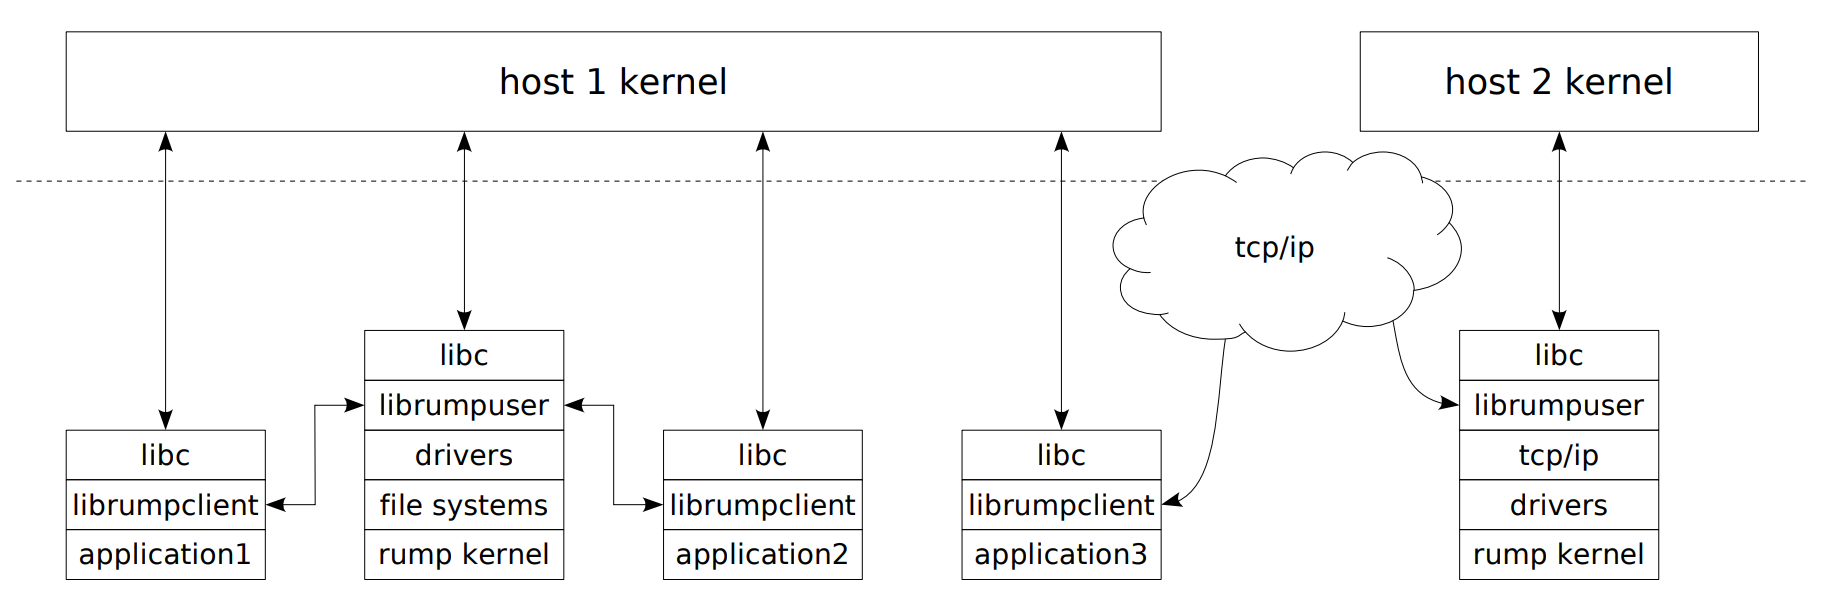 host 1 kernel
host 2 kernel
tcp/ip
libc
librumpclient
application1
libc
librumpuser
drivers
file systems
rump kernel
libc
librumpclient
application2
libc
librumpclient
application3
libc
librumpuser
tcp/ip
drivers
rump kernel